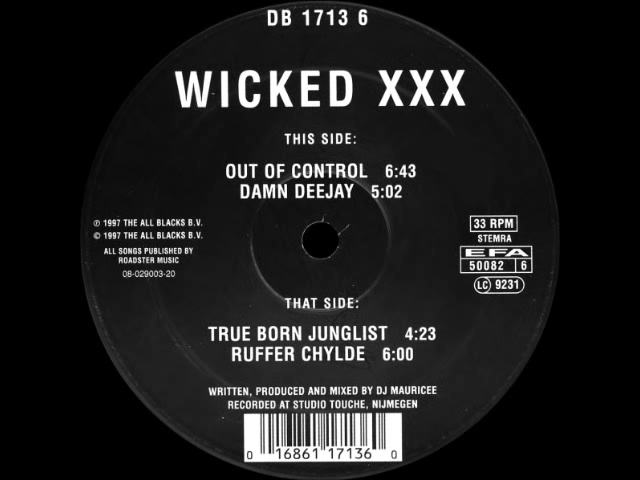 DB 1713 6
WICKED XXX
THIS SIDE:
OUT OF CONTROL 6:43
DAMN DEEJAY 5:02
℗ 1997 THE ALL BLACKS B.V.
© 1997 THE ALL BLACKS B.V.
ALL SONGS PUBLISHED BY
ROADSTER MUSIC
08-029003-20
33 RPM
STEMRA
EFA
50082 6
LC 9231
THAT SIDE:
TRUE BORN JUNGLIST 4:23
RUFFER CHYLDE 6:00
WRITTEN, PRODUCED AND MIXED BY DJ MAURICEE
RECORDED AT STUDIO TOUCHE, NIJMEGEN
0 16861 17136 0